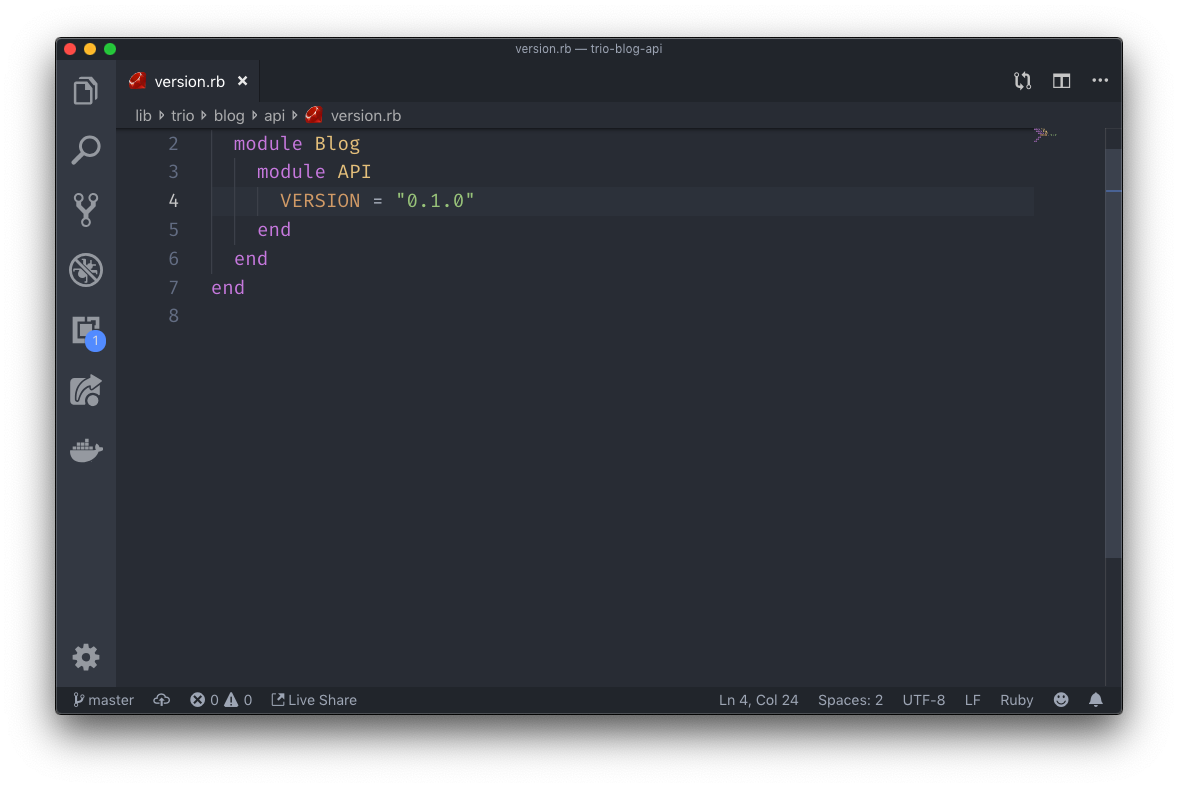 version.rb — trio-blog-api
version.rb
lib trio blog api version.rb
2 module Blog
3 module API
4 VERSION = "0.1.0"
5 end
6 end
7 end
8
1
master 0 0 Live Share Ln 4, Col 24 Spaces: 2 UTF-8 LF Ruby